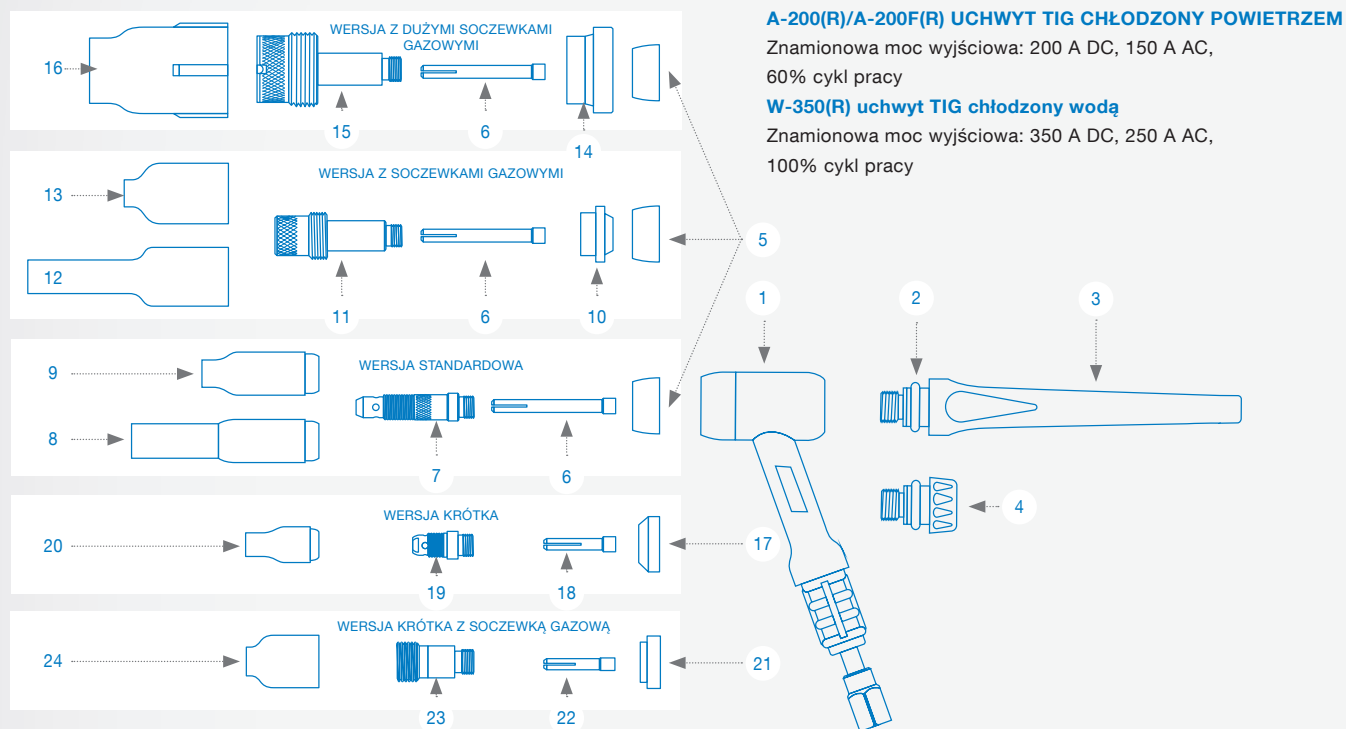 A-200(R)/A-200F(R) UCHWYT TIG CHŁODZONY POWIETRZEM
Znamionowa moc wyjściowa: 200 A DC, 150 A AC,
60% cykl pracy
W-350(R) uchwyt TIG chłodzony wodą
Znamionowa moc wyjściowa: 350 A DC, 250 A AC,
100% cykl pracy
WERSJA Z DUŻYMI SOCZEWKAMI
GAZOWYMI
16
15
6
14
WERSJA Z SOCZEWKAMI GAZOWYMI
13
12
11
6
10
5
1
2
3
WERSJA STANDARDOWA
9
8
7
6
4
WERSJA KRÓTKA
20
19
18
17
WERSJA KRÓTKA Z SOCZEWKĄ GAZOWĄ
24
23
22
21